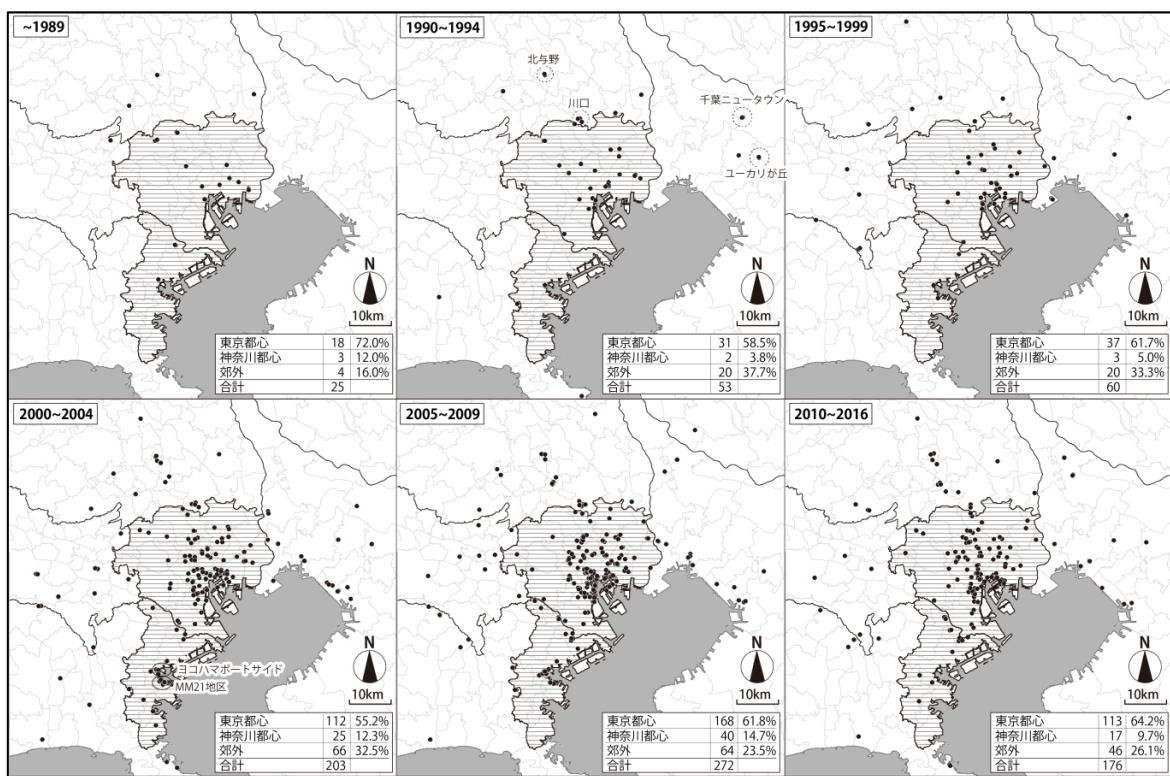 ~1989
N
10km
東京都心 18 72.0%
神奈川都心 3 12.0%
郊外 4 16.0%
合計 25
1990~1994
北与野
川口
千葉ニュータウン
ユーカリが丘
N
10km
東京都心 31 58.5%
神奈川都心 2 3.8%
郊外 20 37.7%
合計 53
1995~1999
N
10km
東京都心 37 61.7%
神奈川都心 3 5.0%
郊外 20 33.3%
合計 60
2000~2004
ヨコハマポートサイド
MM21地区
N
10km
東京都心 112 55.2%
神奈川都心 25 12.3%
郊外 66 32.5%
合計 203
2005~2009
N
10km
東京都心 168 61.8%
神奈川都心 40 14.7%
郊外 64 23.5%
合計 272
2010~2016
N
10km
東京都心 113 64.2%
神奈川都心 17 9.7%
郊外 46 26.1%
合計 176